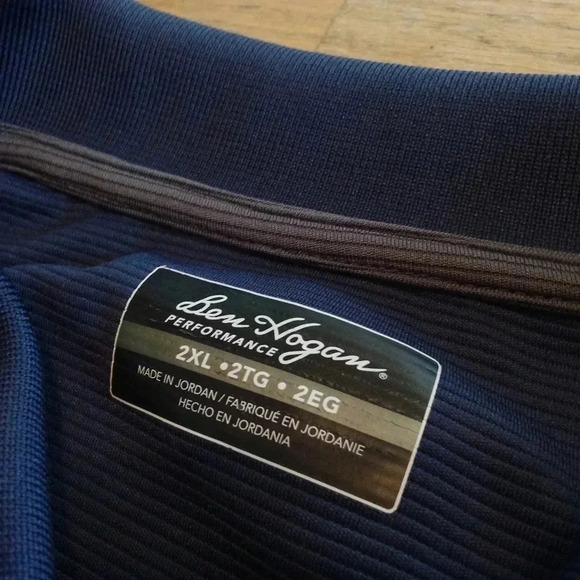 Ben Hogan®
PERFORMANCE
2XL • 2TG • 2EG
MADE IN JORDAN / FABRIQUÉ EN JORDANIE
HECHO EN JORDANIA